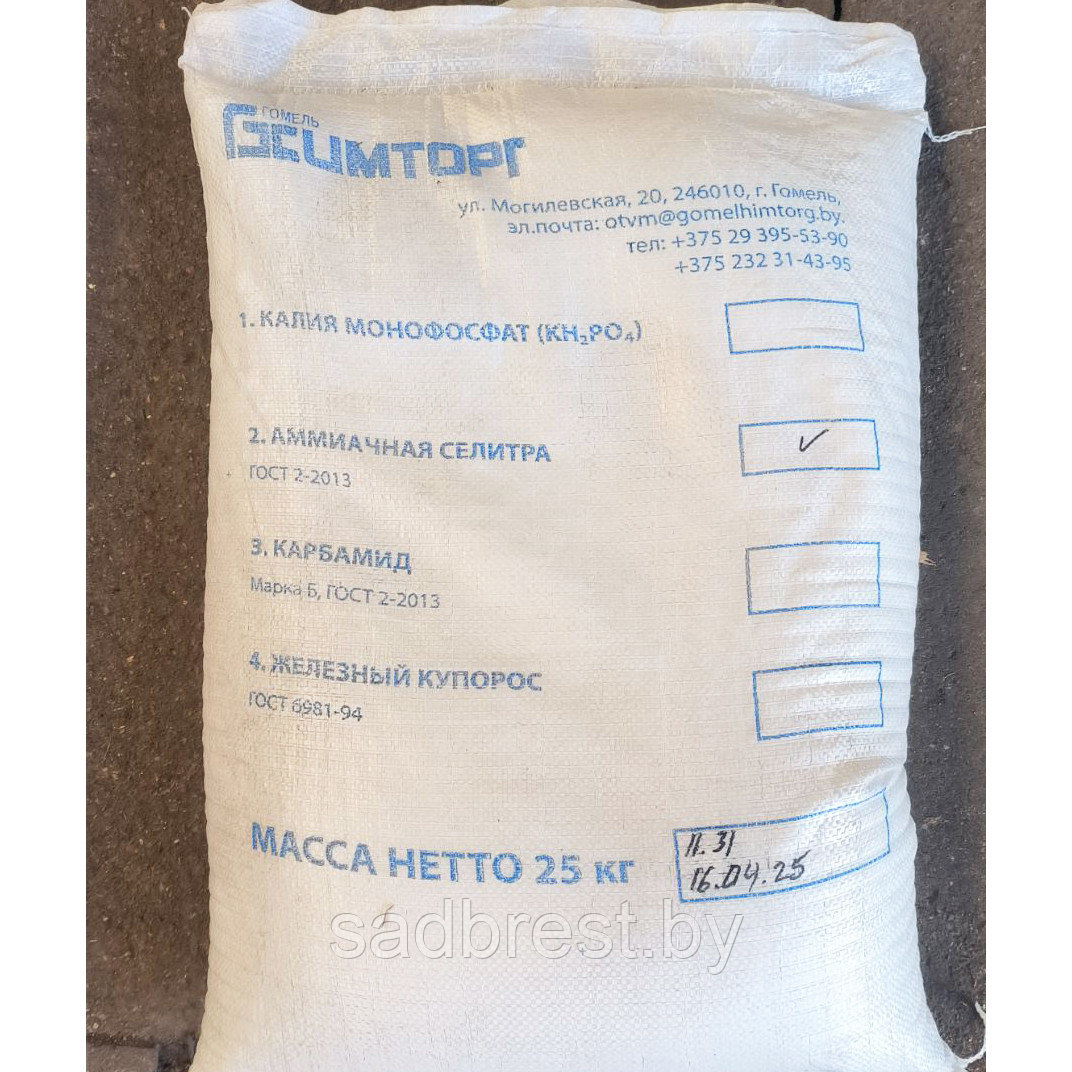 ГОМЕЛЬ
ХИМТОРГ
ул. Могилевская, 20, 246010, г. Гомель,
эл.почта: otvm@gomelhimtorg.by.
тел: +375 29 395-53-90
+375 232 31-43-95
1. КАЛИЯ МОНОФОСФАТ (KH₂PO₄)
2. АММИАЧНАЯ СЕЛИТРА
ГОСТ 2-2013
3. КАРБАМИД
Марка Б, ГОСТ 2-2013
4. ЖЕЛЕЗНЫЙ КУПОРОС
ГОСТ 6981-94
МАССА НЕТТО 25 кг
п. 31
16.04.25
sadbrest.by